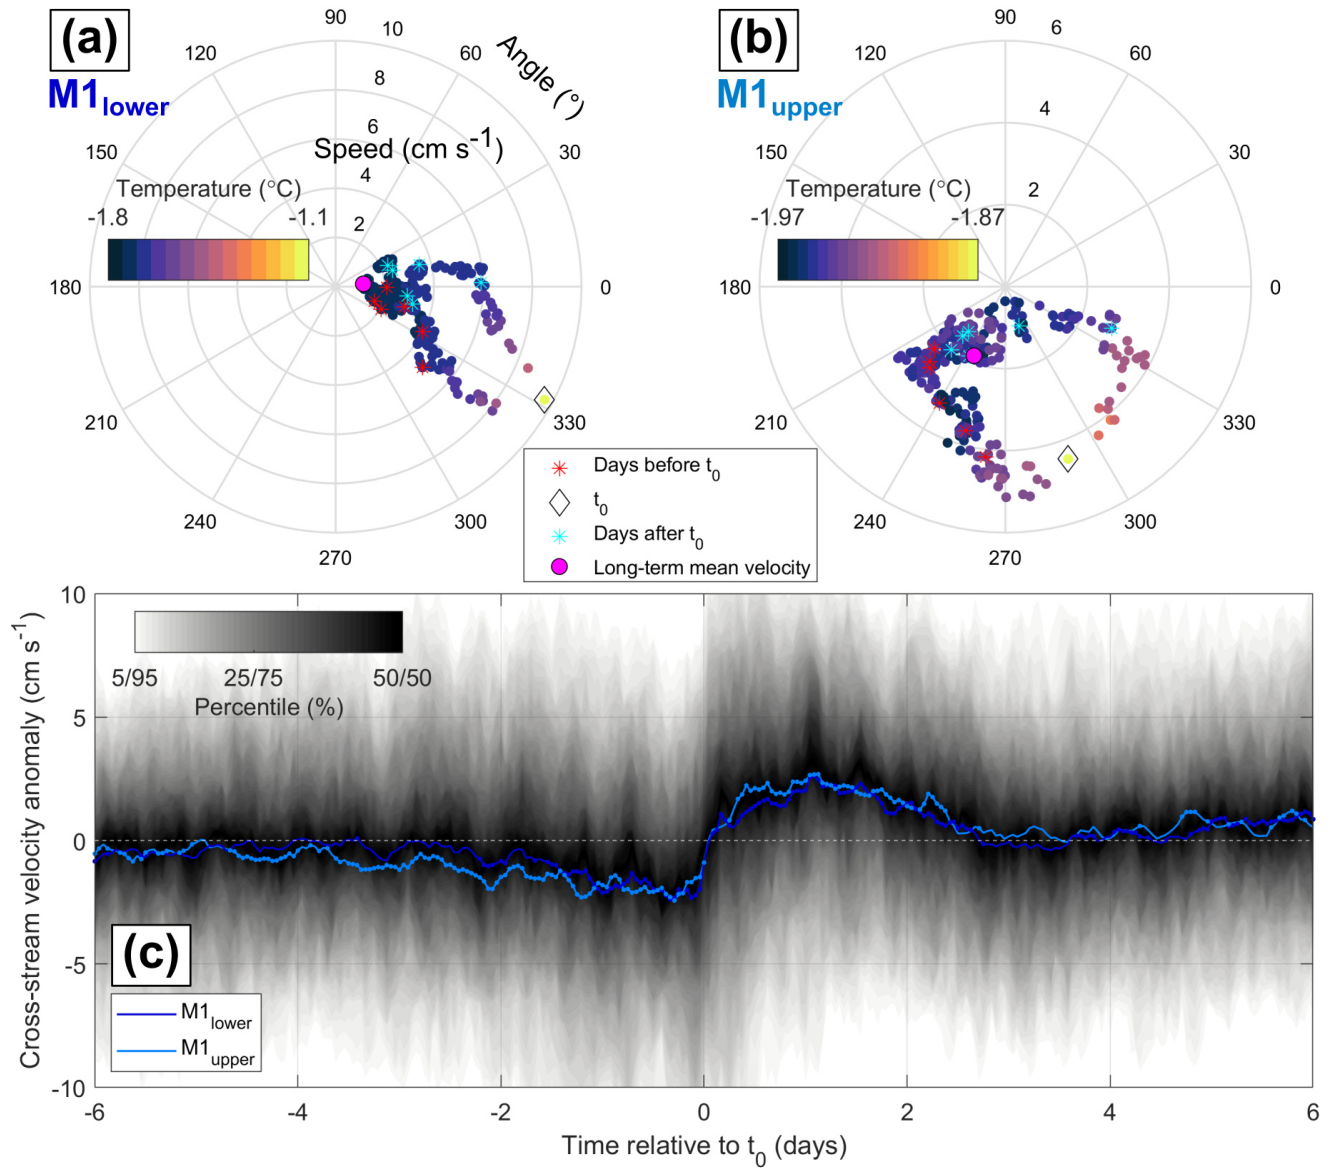 (a)
M1lower
90
10
60
Angle (°)
120
8
6
Speed (cm s-1)
30
150
4
Temperature (°C)
-1.8
-1.1
2
180
0
210
330
240
300
270
(b)
M1upper
90
6
60
120
4
150
30
Temperature (°C)
2
-1.97
-1.87
180
0
210
330
240
300
270
Days before t0
t0
Days after t0
Long-term mean velocity
Cross-stream velocity anomaly (cm s-1)
10
5
0
-5
-10
5/95
25/75
50/50
Percentile (%)
(c)
M1lower
M1upper
-6
-4
-2
0
2
4
6
Time relative to t0 (days)